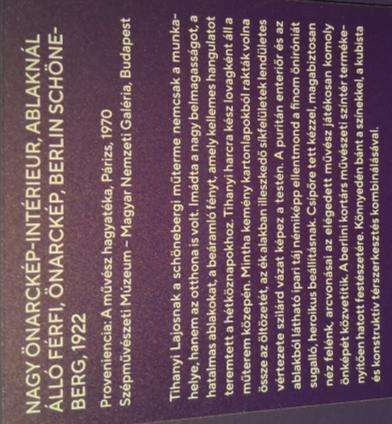 NAGY ÖNARCKÉP-INTÉRIEUR, ABLAKNÁL
ÁLLÓ FÉRFI, ÖNARCKÉP, BERLIN SCHÖNE-
BERG, 1922
Proveniencia: A művész hagyatéka, Párizs, 1970
Szépművészeti Múzeum – Magyar Nemzeti Galéria, Budapest
Tihanyi Lajosnak a schönebergi műterme nemcsak a munka-
helye, hanem az otthona is volt. Imádta a nagy belmagasságot, a
hatalmas ablakokat, a beáramló fényt, amely kellemes hangulatot
teremtett a hétköznapokhoz. Tihanyi harcra kész lovagként áll a
műterem közepén. Mintha kemény kartonlapokból rakták volna
össze az öltözetét, az ék alakban illeszkedő síkfelületek lendületes
vértezete szilárd vázat képez a testén. A puritán enteriőr és az
ablakból látható ipari táj némiképp ellentmond a finom öniróniát
sugalló, heroikus beállításnak. Csípőre tett kézzel, magabiztosan
néz felénk, arcvonásai az elégedett művész játékosan komoly
önképét közvetítik. A berlini kortárs művészeti színtér terméke-
nyítően hatott festészetére. Könnyedén bánt a színekkel, a kubista
és konstruktív térszerkesztés kombinálásával.